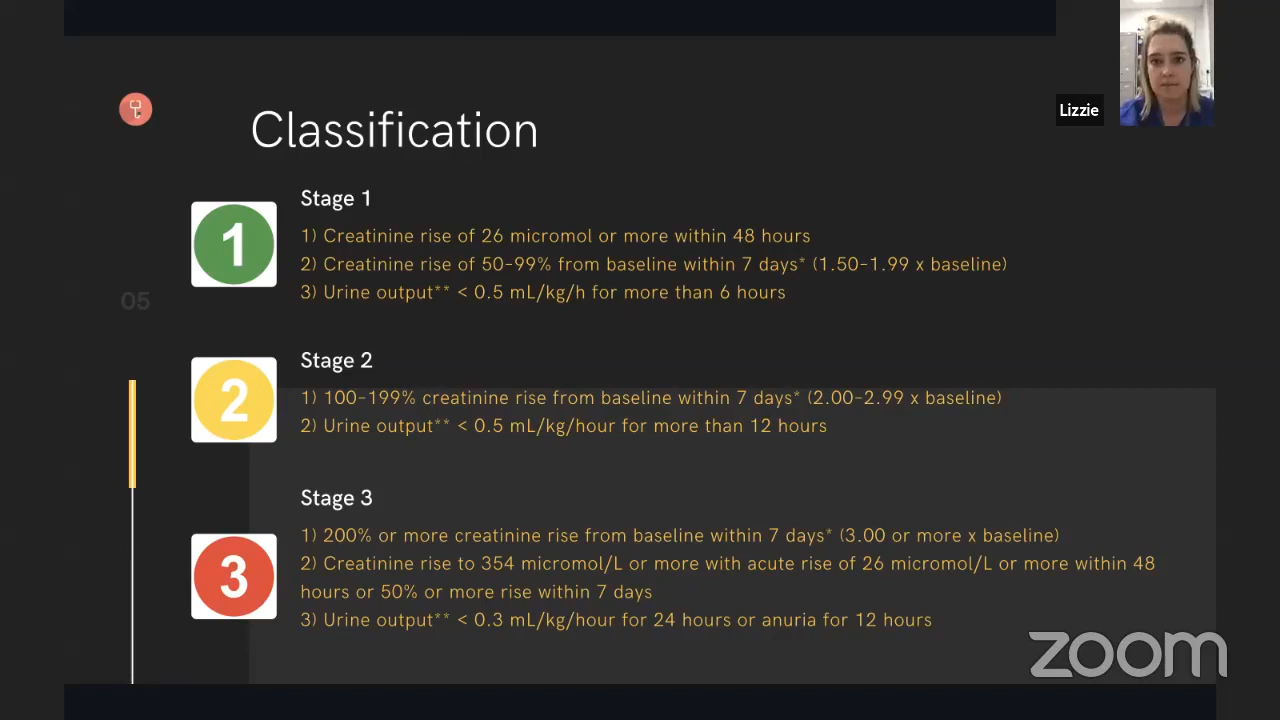 Lizzie
Classification
Stage 1
1
1) Creatinine rise of 26 micromol or more within 48 hours
2) Creatinine rise of 50-99% from baseline within 7 days* (1.50-1.99 x baseline)
3) Urine output** < 0.5 mL/kg/h for more than 6 hours
05
Stage 2
2
1) 100-199% creatinine rise from baseline within 7 days* (2.00-2.99 x baseline)
2) Urine output** < 0.5 mL/kg/hour for more than 12 hours
Stage 3
3
1) 200% or more creatinine rise from baseline within 7 days* (3.00 or more x baseline)
2) Creatinine rise to 354 micromol/L or more with acute rise of 26 micromol/L or more within 48
hours or 50% or more rise within 7 days
3) Urine output** < 0.3 mL/kg/hour for 24 hours or anuria for 12 hours
zoom